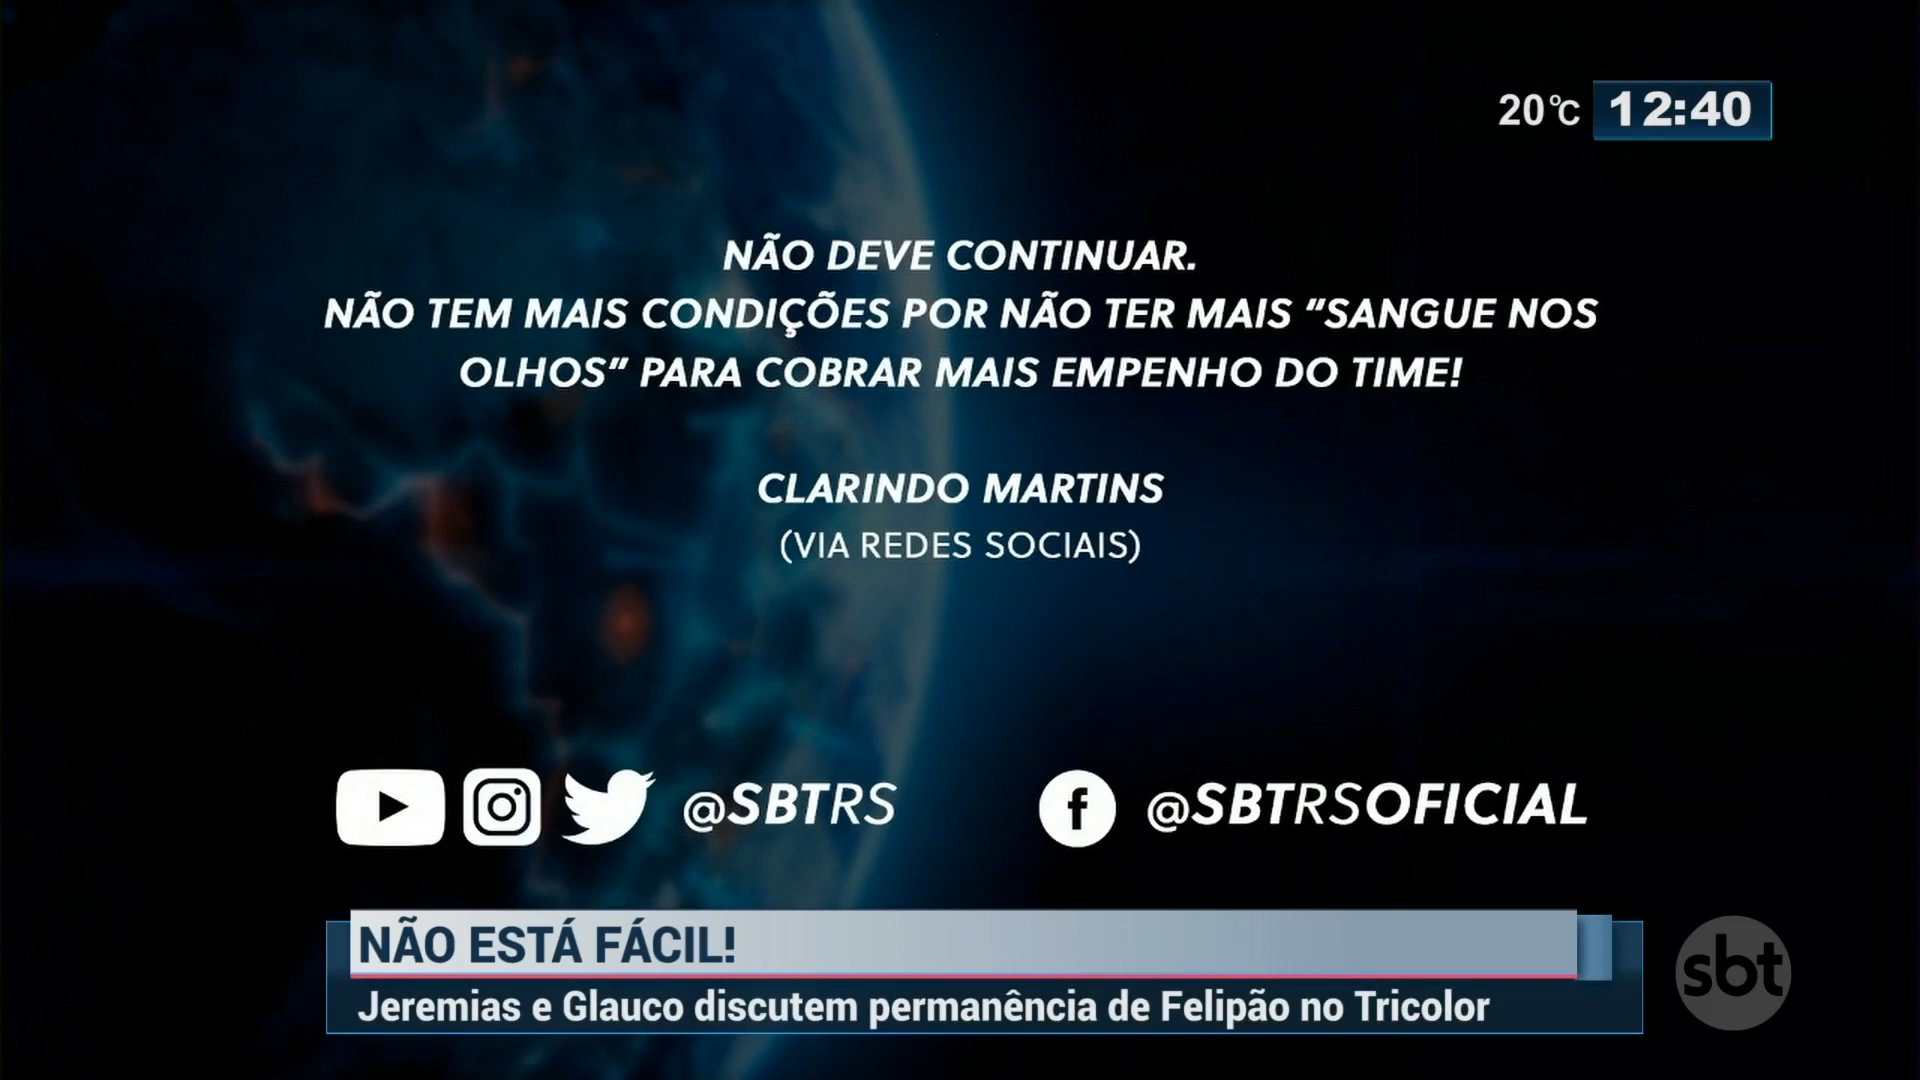 20°C 12:40
NÃO DEVE CONTINUAR.
NÃO TEM MAIS CONDIÇÕES POR NÃO TER MAIS “SANGUE NOS
OLHOS” PARA COBRAR MAIS EMPENHO DO TIME!
CLARINDO MARTINS
(VIA REDES SOCIAIS)
@SBTRS
@SBTRSOFICIAL
NÃO ESTÁ FÁCIL!
Jeremias e Glauco discutem permanência de Felipão no Tricolor
sbt